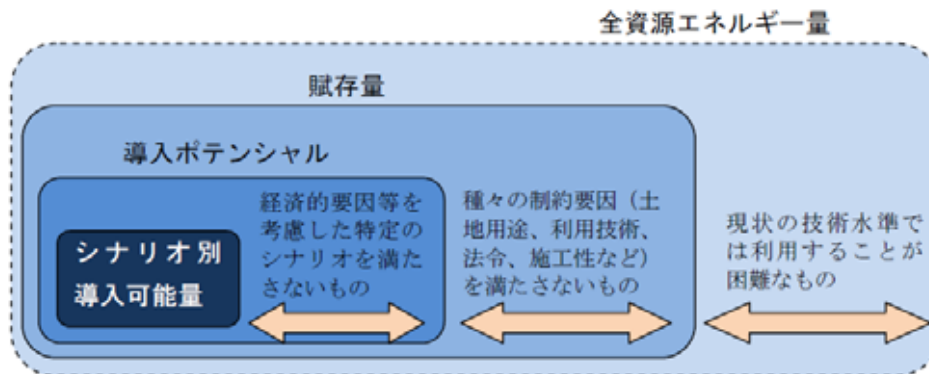 全資源エネルギー量
賦存量
導入ポテンシャル
シナリオ別
導入可能量
経済的要因等を
考慮した特定の
シナリオを満た
さないもの
種々の制約要因（土
地用途、利用技術、
法令、施工性など）
を満たさないもの
現状の技術水準で
は利用することが
困難なもの